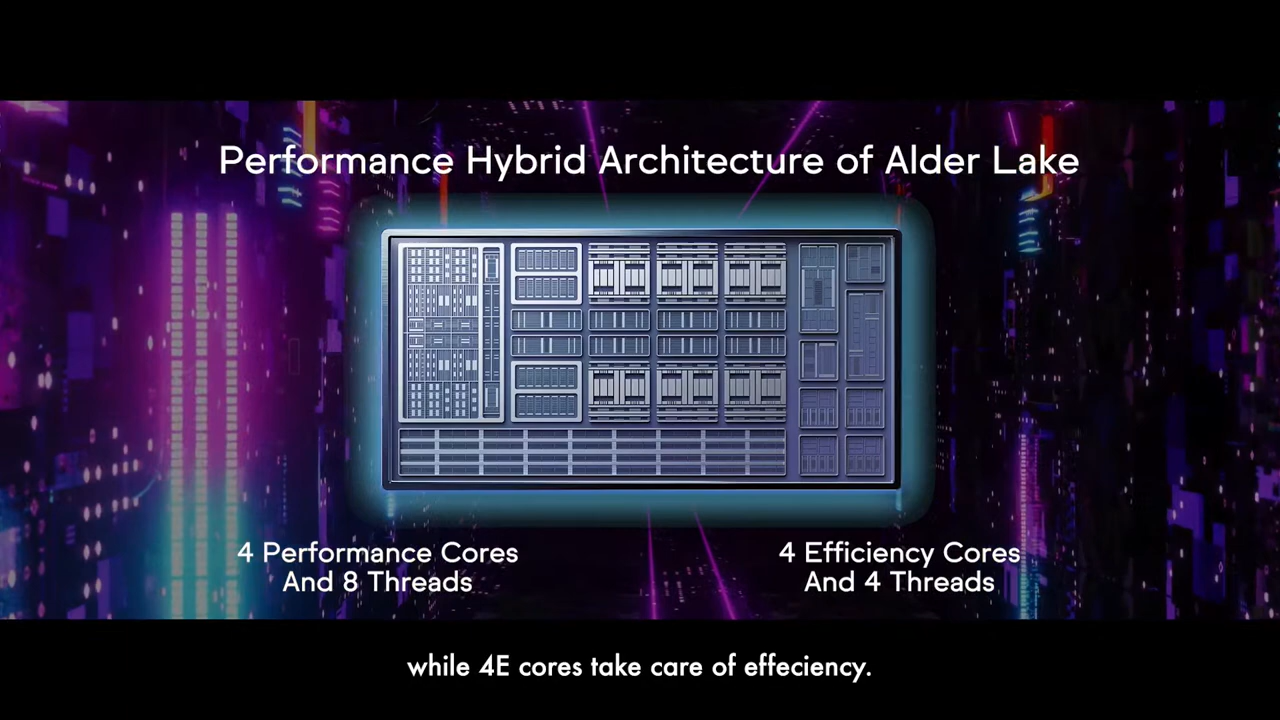 Performance Hybrid Architecture of Alder Lake
4 Performance Cores
And 8 Threads
4 Efficiency Cores
And 4 Threads
while 4E cores take care of effeciency.